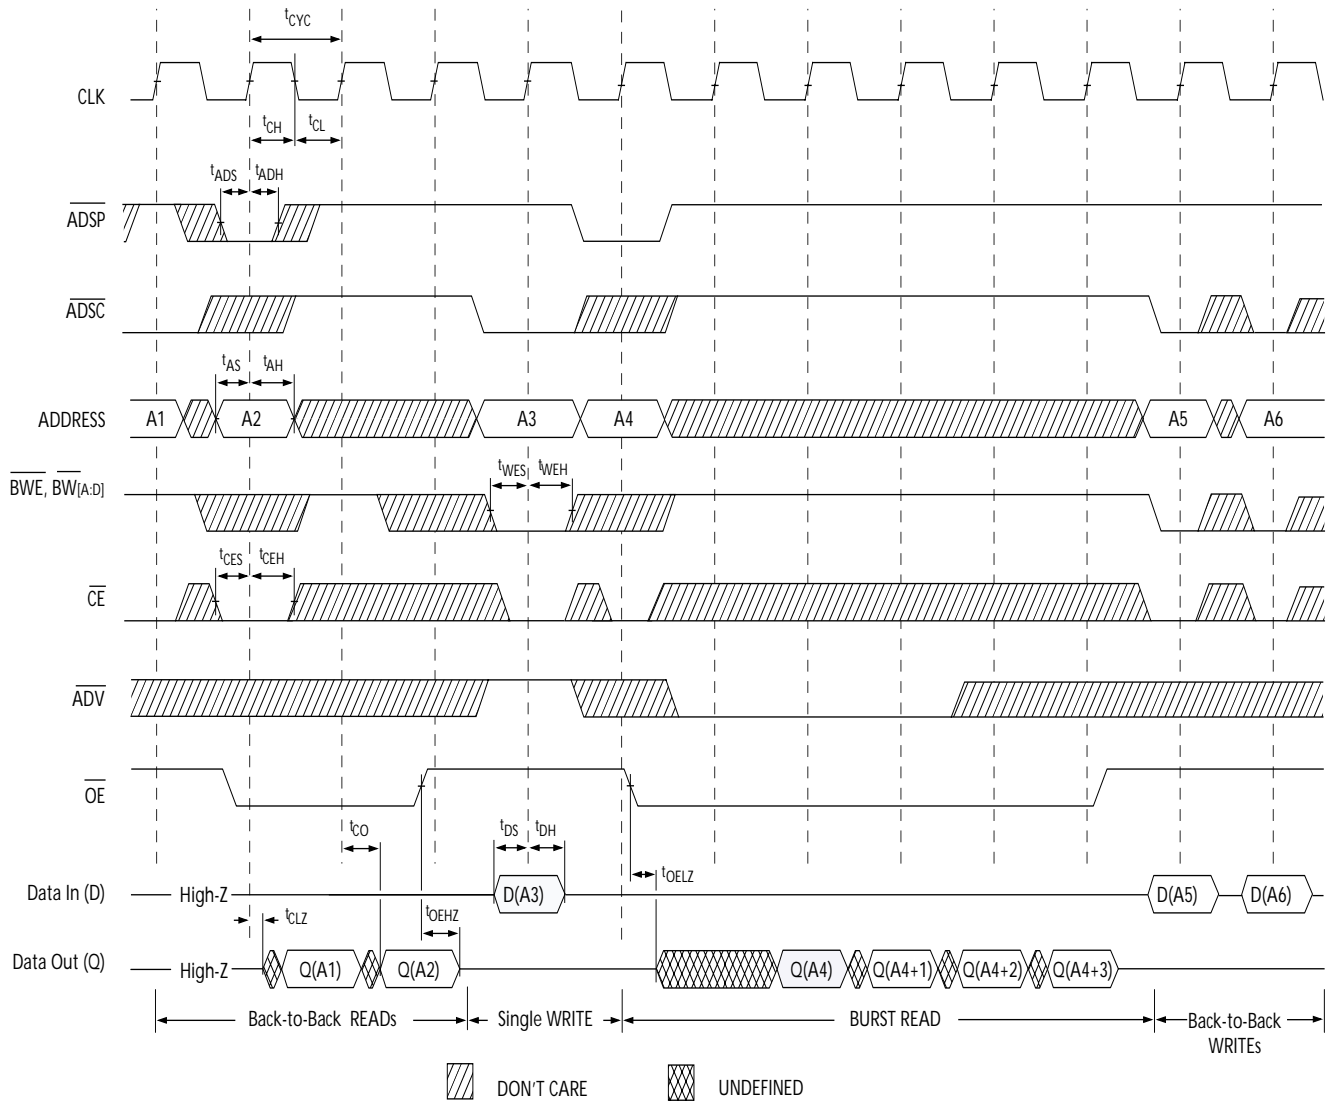 tCYC
CLK
tCH tCL
tADS tADH
ADSP
ADSC
tAS tAH
ADDRESS A1 A2 A3 A4 A5 A6
BWE, BW[A:D] tWES tWEH
tCES tCEH
CE
ADV
OE
tCO tDS tDH
tOELZ
Data In (D) High-Z D(A3) D(A5) D(A6)
tCLZ tOEHZ
Data Out (Q) High-Z Q(A1) Q(A2) Q(A4) Q(A4+1) Q(A4+2) Q(A4+3)
Back-to-Back READs Single WRITE BURST READ Back-to-Back
WRITEs
DON'T CARE UNDEFINED